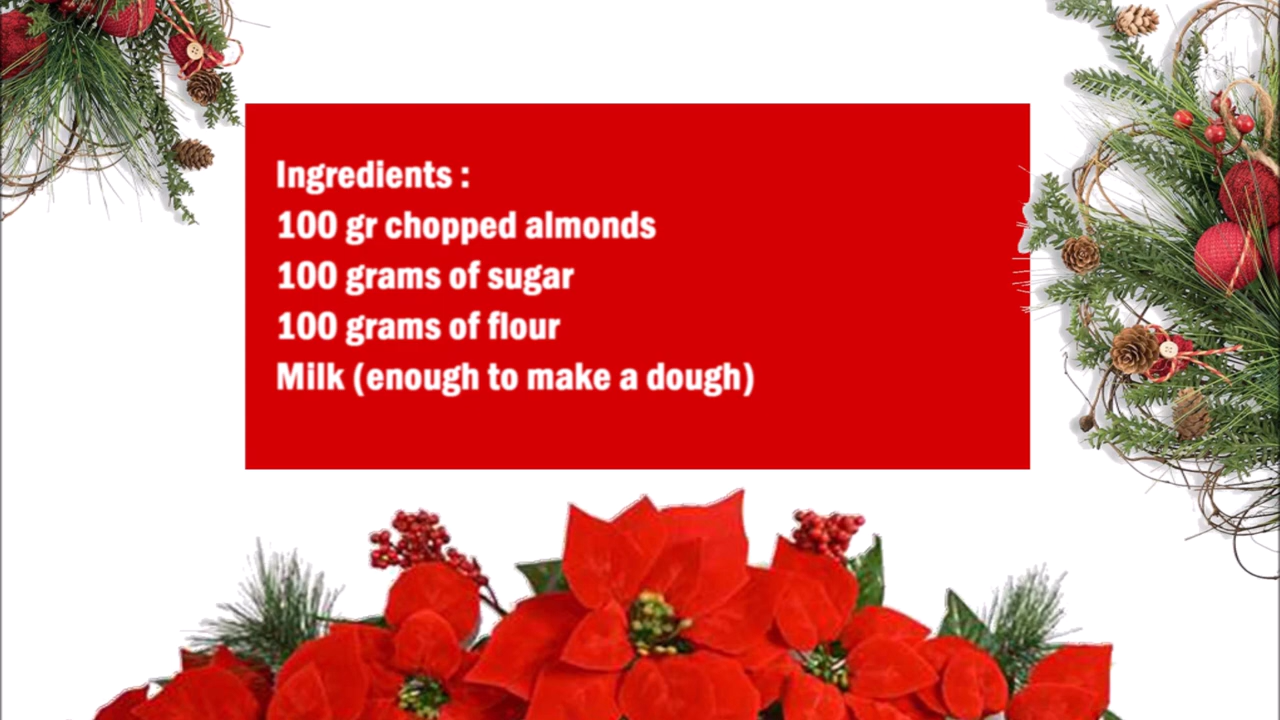 Ingredients :
100 gr chopped almonds
100 grams of sugar
100 grams of flour
Milk (enough to make a dough)